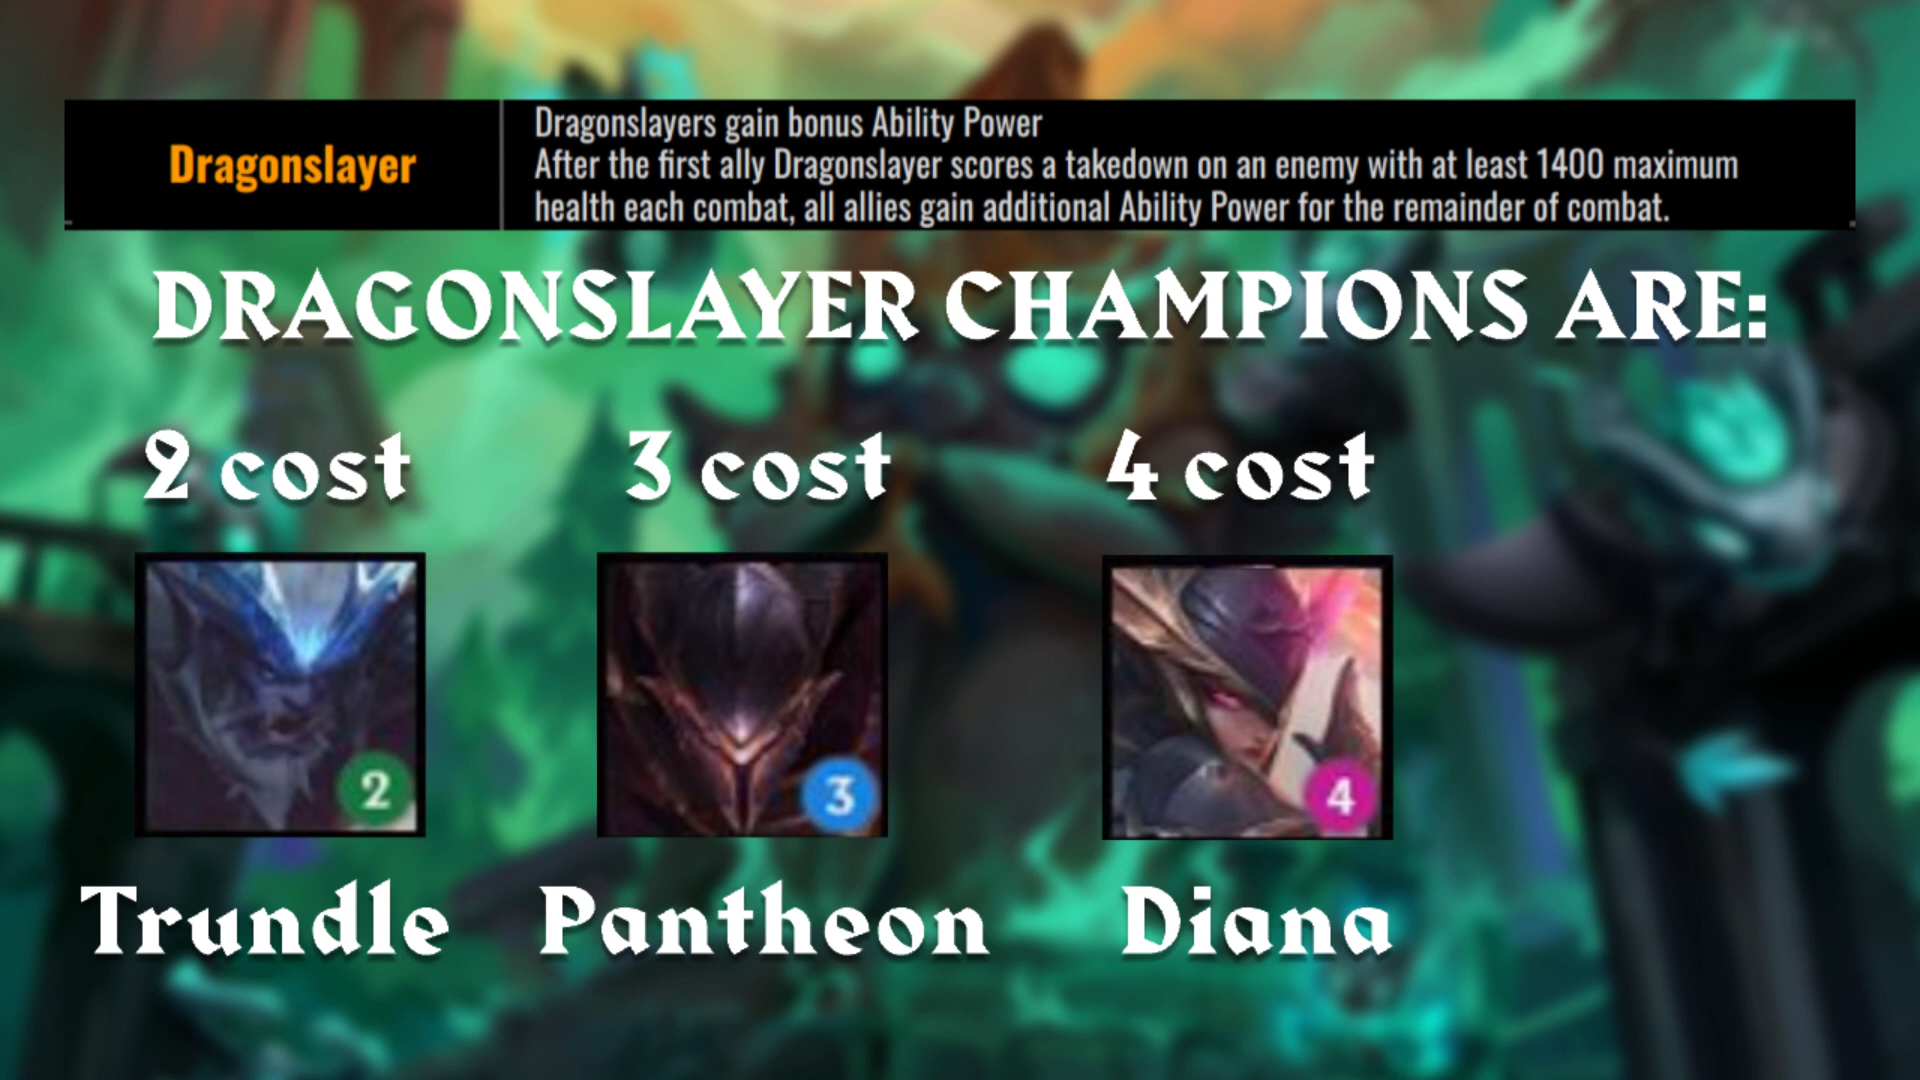 Dragonslayer
Dragonslayers gain bonus Ability Power
After the first ally Dragonslayer scores a takedown on an enemy with at least 1400 maximum
health each combat, all allies gain additional Ability Power for the remainder of combat.
DRAGONSLAYER CHAMPIONS ARE:
2 cost
3 cost
4 cost
2
3
4
Trundle
Pantheon
Diana